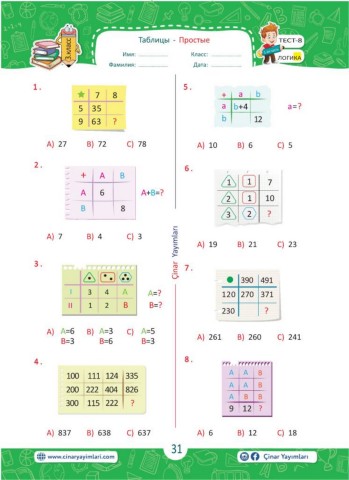 3 КЛАСС
Таблицы - Простые
Имя:
Класс:
Фамилия:
Дата:
ТЕСТ-8
ЛОГИКА
1.
7 8
5 35
9 63 ?
A) 27 B) 72 C) 78
2.
+ A B
A 6
B 8
A+B=?
A) 7 B) 4 C) 3
3.
I 3 4 A
II 1 2 B
A=?
B=?
A) A=6 B) A=3 C) A=5
B=3 B=6 B=3
4.
100 111 124 335
200 222 404 826
300 115 222 ?
A) 837 B) 638 C) 637
5.
+ a b
a b+4
b 12
a=?
A) 10 B) 6 C) 5
6.
1 1 7
2 1 10
3 2 ?
A) 19 B) 21 C) 23
7.
390 491
120 270 371
230 ?
A) 261 B) 260 C) 241
8.
A A B
A A B
A B B
9 12 ?
A) 6 B) 12 C) 18
Çınar Yayımları
www.cinaryayimlari.com
31
Çınar Yayımları